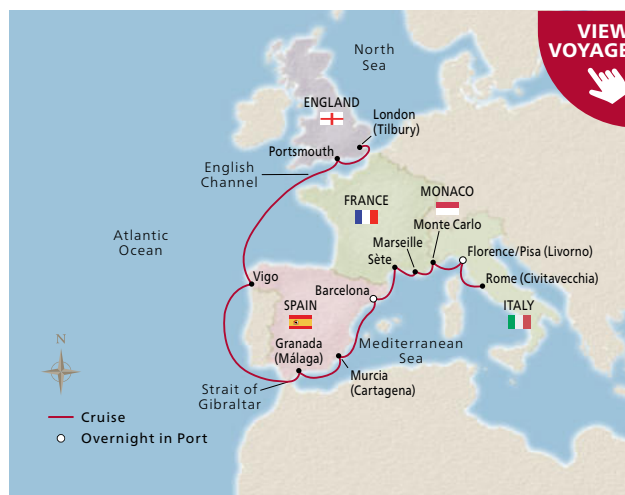 VIEW
VOYAGE
North
Sea
ENGLAND
London
(Tilbury)
Portsmouth
English
Channel
FRANCE
MONACO
Monte Carlo
Atlantic
Ocean
Marseille
Sète
Florence/Pisa (Livorno)
Rome (Civitavecchia)
Vigo
Barcelona
SPAIN
ITALY
Granada
(Málaga)
Mediterranean
Sea
Murcia
(Cartagena)
Strait of
Gibraltar
N
Cruise
Overnight in Port